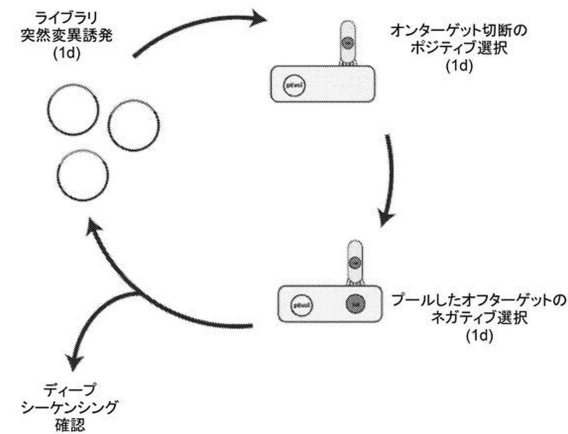 ライブラリ
突然変異誘発
(1d)
オンターゲット切断の
ポジティブ選択
(1d)
pEvol
pEvol
プールしたオフターゲットの
ネガティブ選択
(1d)
ディープ
シーケンシング
確認